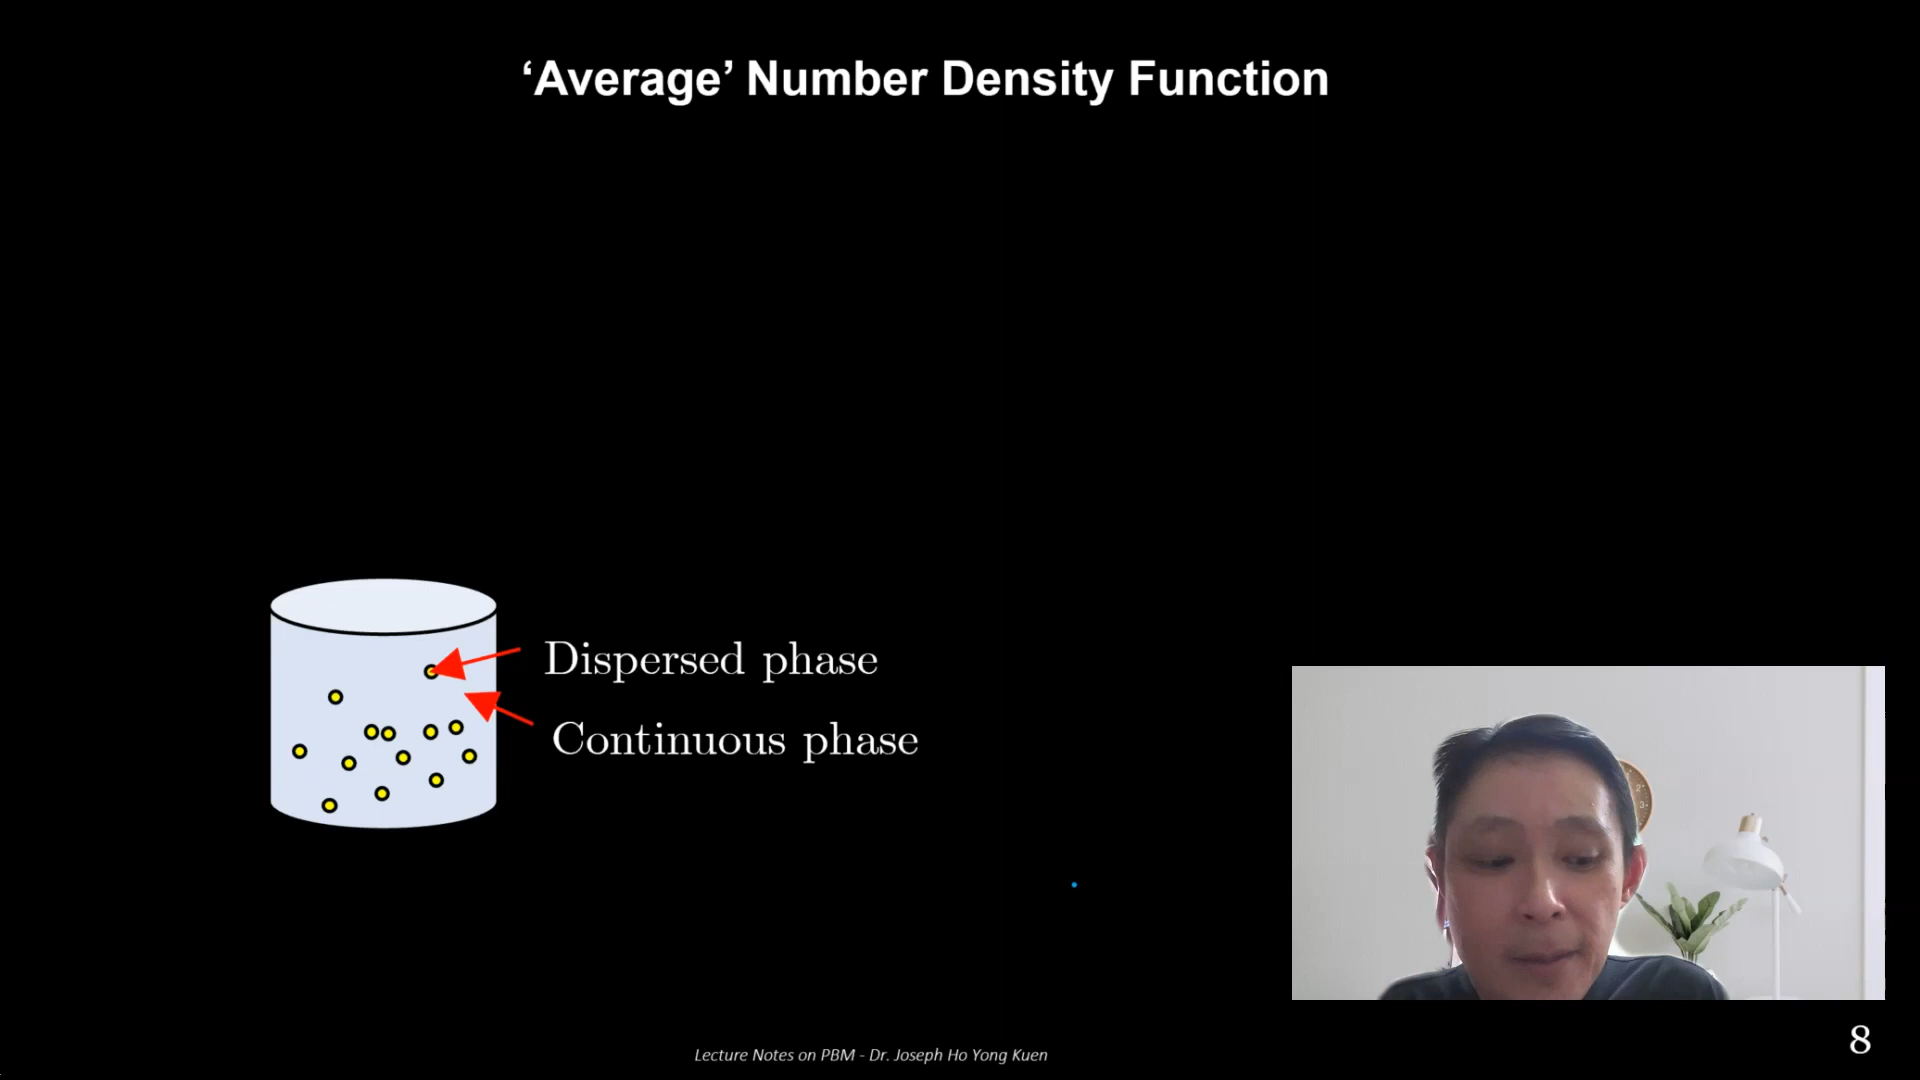 ‘Average’ Number Density Function
Dispersed phase
Continuous phase
Lecture Notes on PBM - Dr. Joseph Ho Yong Kuen
8